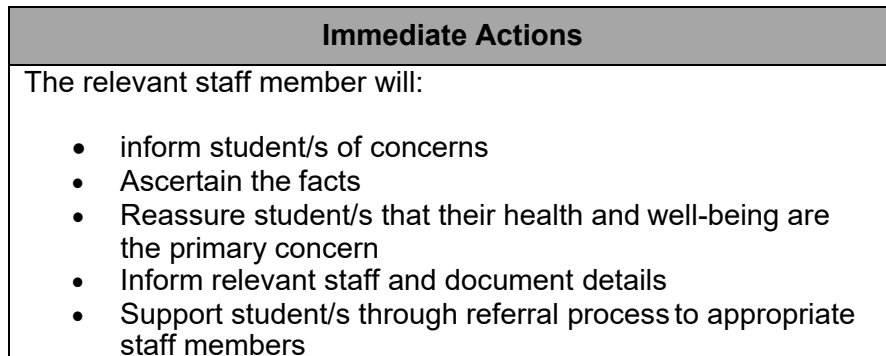 Immediate Actions
The relevant staff member will:
• inform student/s of concerns
• Ascertain the facts
• Reassure student/s that their health and well-being are
the primary concern
• Inform relevant staff and document details
• Support student/s through referral process to appropriate
staff members